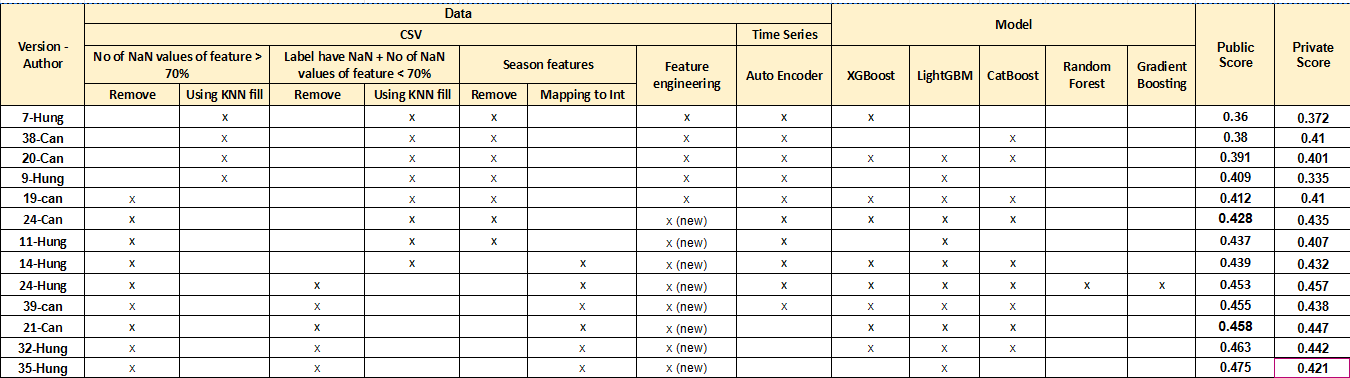 Data
Model
Version - Author
Public Score
Private Score
CSV
Time Series
No of NaN values of feature > 70%
Label have NaN + No of NaN values of feature < 70%
Season features
Feature engineering
Auto Encoder
XGBoost
LightGBM
CatBoost
Random Forest
Gradient Boosting
Remove Using KNN fill Remove Using KNN fill Remove Mapping to Int
7-Hung x x x x x x 0.36 0.372
38-Can x x x x x x 0.38 0.41
20-Can x x x x x x x x 0.391 0.401
9-Hung x x x x x x 0.409 0.335
19-can x x x x x x x x 0.412 0.41
24-Can x x x x (new) x x x x 0.428 0.435
11-Hung x x x x (new) x x 0.437 0.407
14-Hung x x x x (new) x x x x 0.439 0.432
24-Hung x x x x (new) x x x x x x 0.453 0.457
39-can x x x x (new) x x x x 0.455 0.438
21-Can x x x x (new) x x x 0.458 0.447
32-Hung x x x x (new) x x x 0.463 0.442
35-Hung x x x x (new) x 0.475 0.421